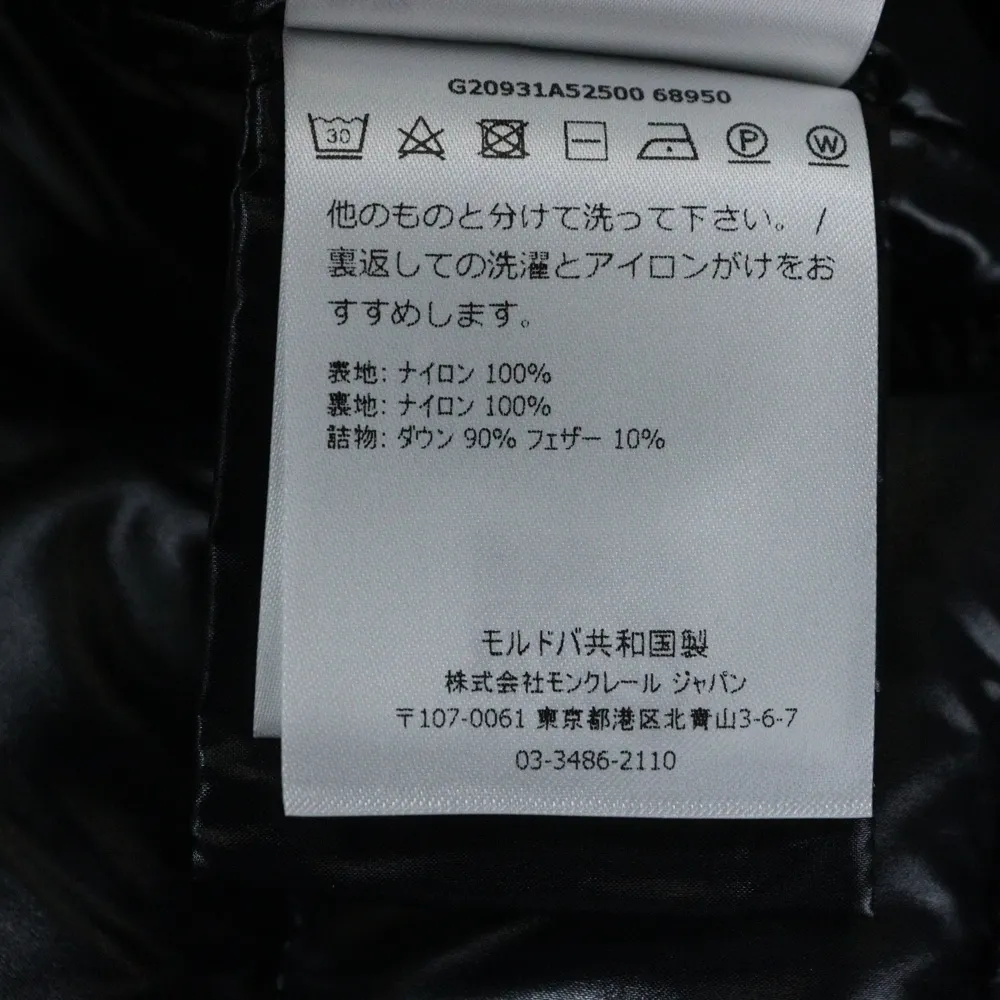 G20931A52500 68950
30 P W
他のものと分けて洗って下さい。 /
裏返しての洗濯とアイロンがけをお
すすめします。
表地: ナイロン 100%
裏地: ナイロン 100%
詰物: ダウン 90% フェザー 10%
モルドバ共和国製
株式会社モンクレール ジャパン
〒107-0061 東京都港区北青山3-6-7
03-3486-2110